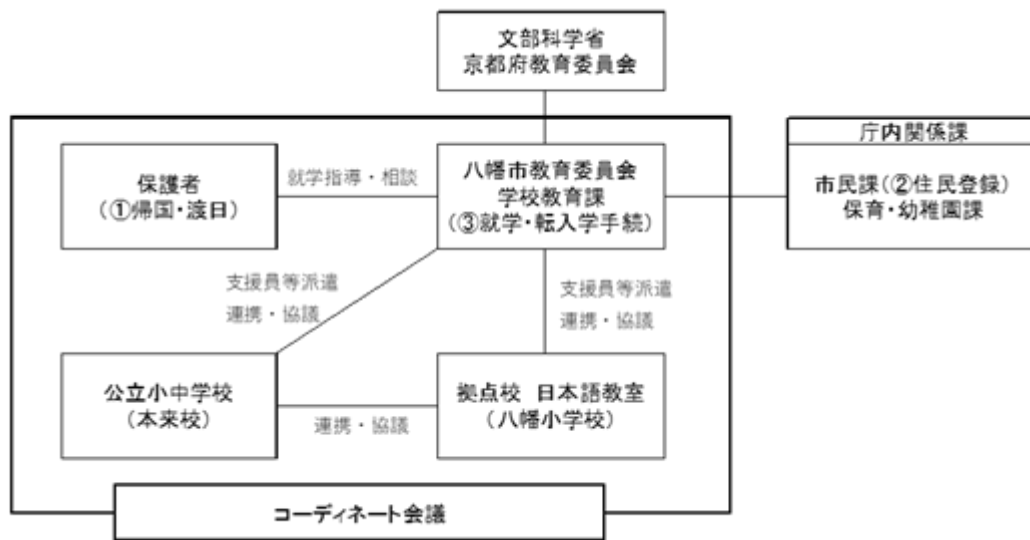 文部科学省
京都府教育委員会
庁内関係課
保護者
(①帰国・渡日)
就学指導・相談
八幡市教育委員会
学校教育課
(③就学・転入学手続)
市民課(②住民登録)
保育・幼稚園課
支援員等派遣
連携・協議
支援員等派遣
連携・協議
公立小中学校
(本来校)
連携・協議
拠点校 日本語教室
(八幡小学校)
コーディネート会議